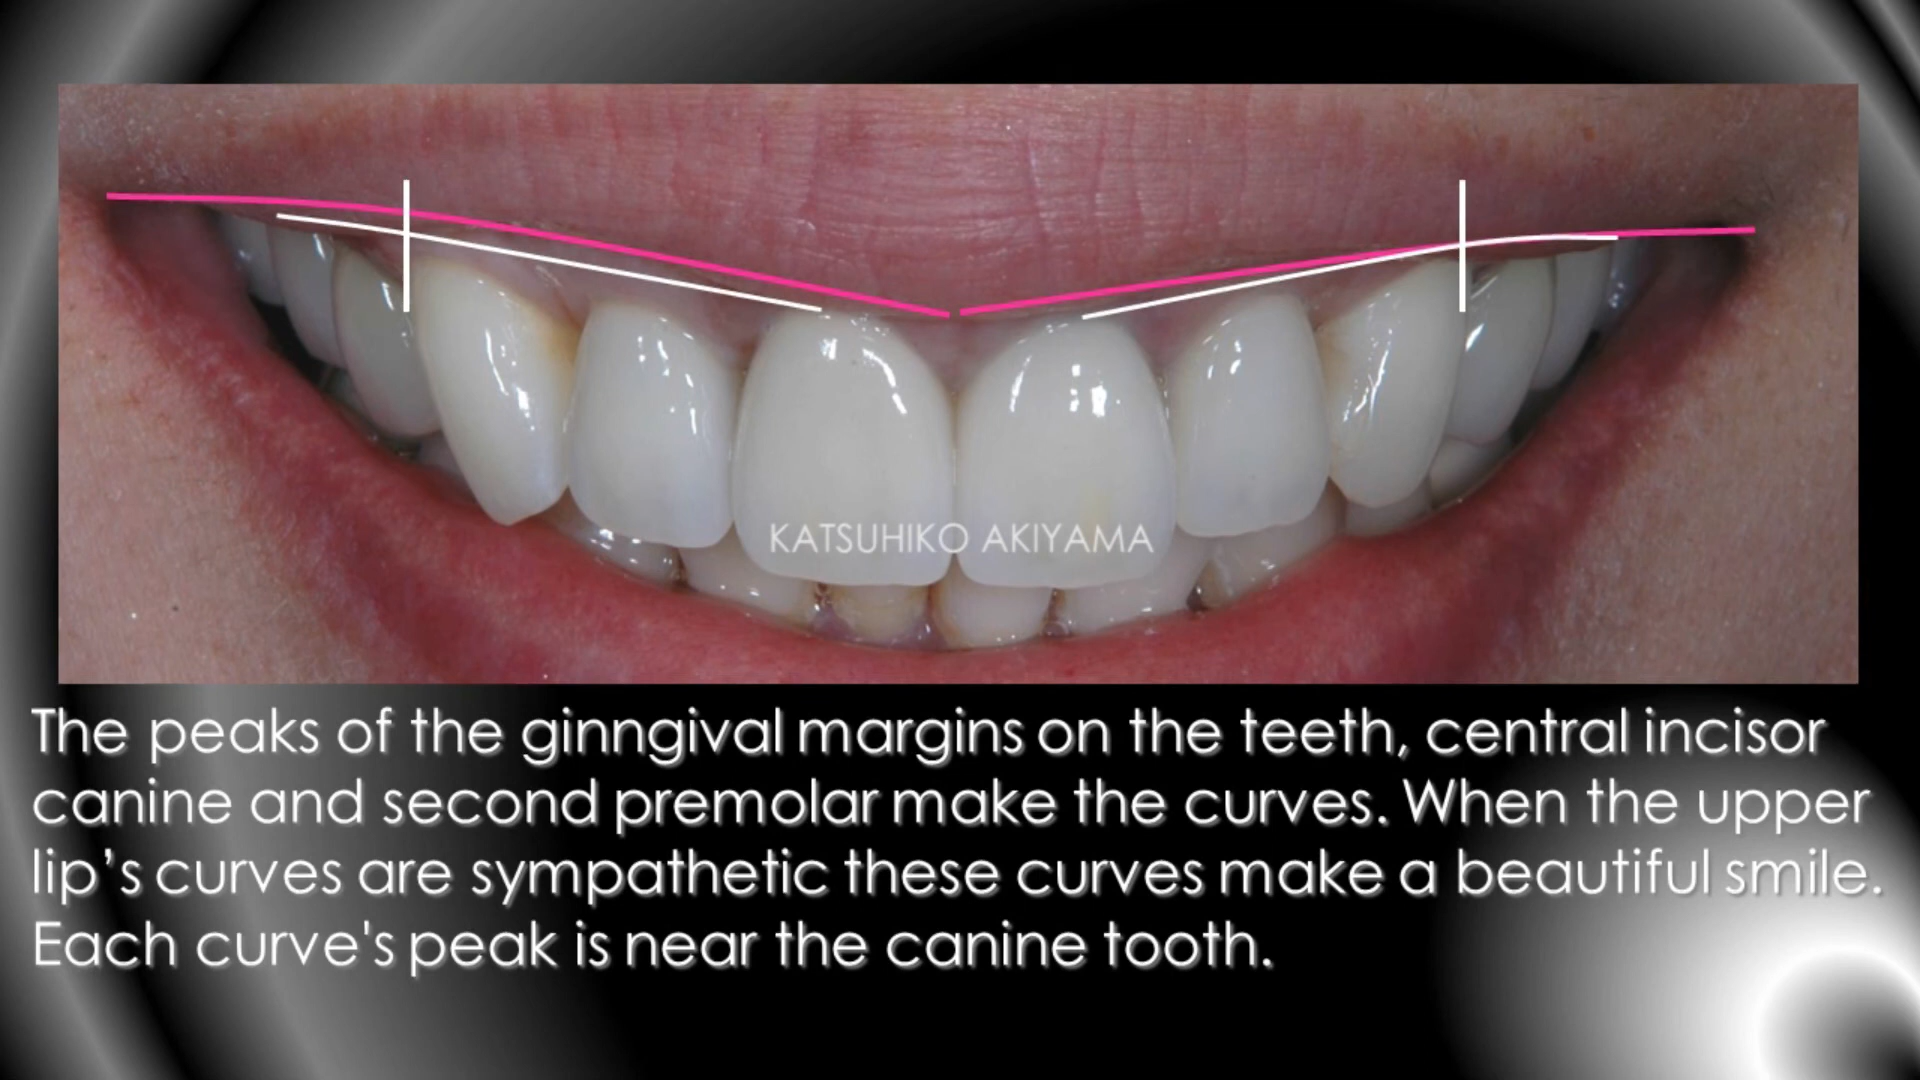 KATSUHIKO AKIYAMA
The peaks of the ginngival margins on the teeth, central incisor
canine and second premolar make the curves. When the upper
lip’s curves are sympathetic these curves make a beautiful smile.
Each curve's peak is near the canine tooth.